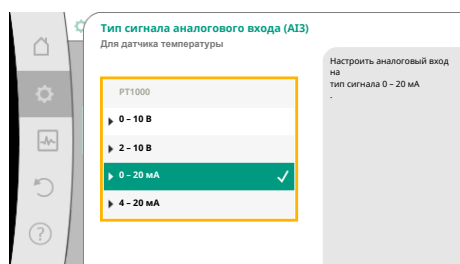 Тип сигнала аналогового входа (AI3)
Для датчика температуры
PT1000
0 – 10 В
2 – 10 В
0 – 20 мА
4 – 20 мА
Настроить аналоговый вход
на
тип сигнала 0 – 20 мА
.
?